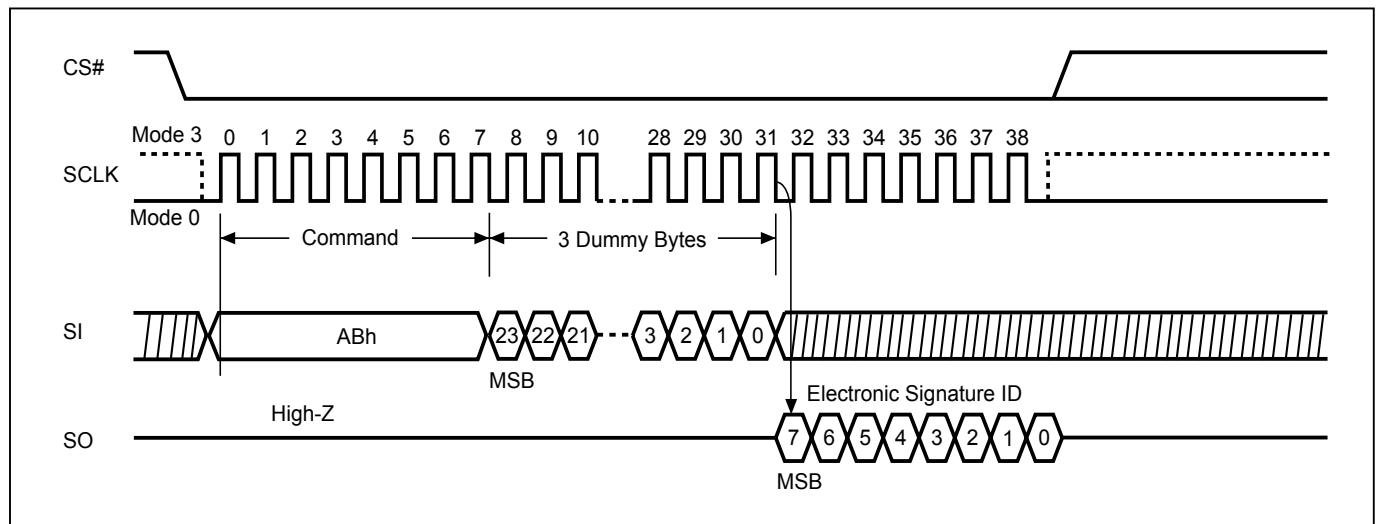 CS#
Mode 3 0 1 2 3 4 5 6 7 8 9 10 28 29 30 31 32 33 34 35 36 37 38
SCLK
Mode 0
Command 3 Dummy Bytes
SI ABh 23 22 21 3 2 1 0
MSB
Electronic Signature ID
High-Z
SO 7 6 5 4 3 2 1 0
MSB